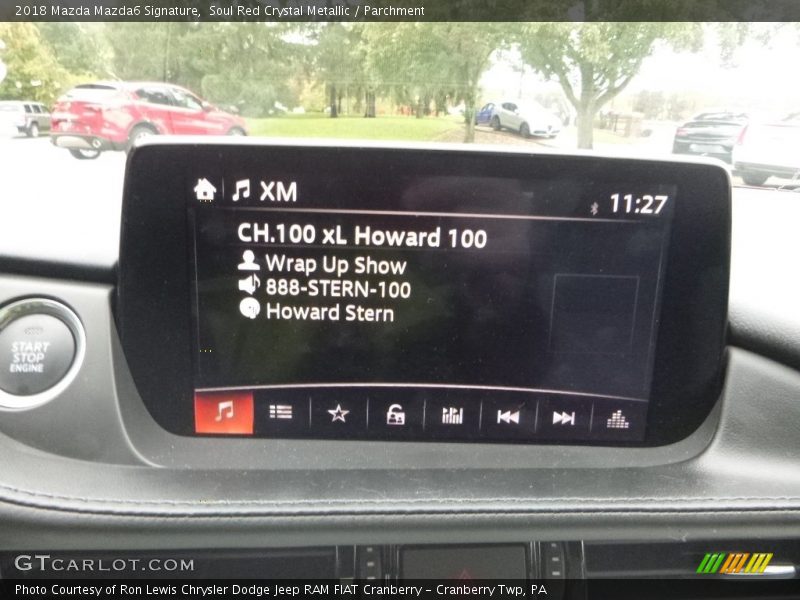 2018 Mazda Mazda6 Signature,  Soul Red Crystal Metallic / Parchment
XM
11:27
CH.100 xL Howard 100
Wrap Up Show
888-STERN-100
Howard Stern
START
STOP
ENGINE
GTCARLOT.COM
Photo Courtesy of Ron Lewis Chrysler Dodge Jeep RAM FIAT Cranberry – Cranberry Twp, PA